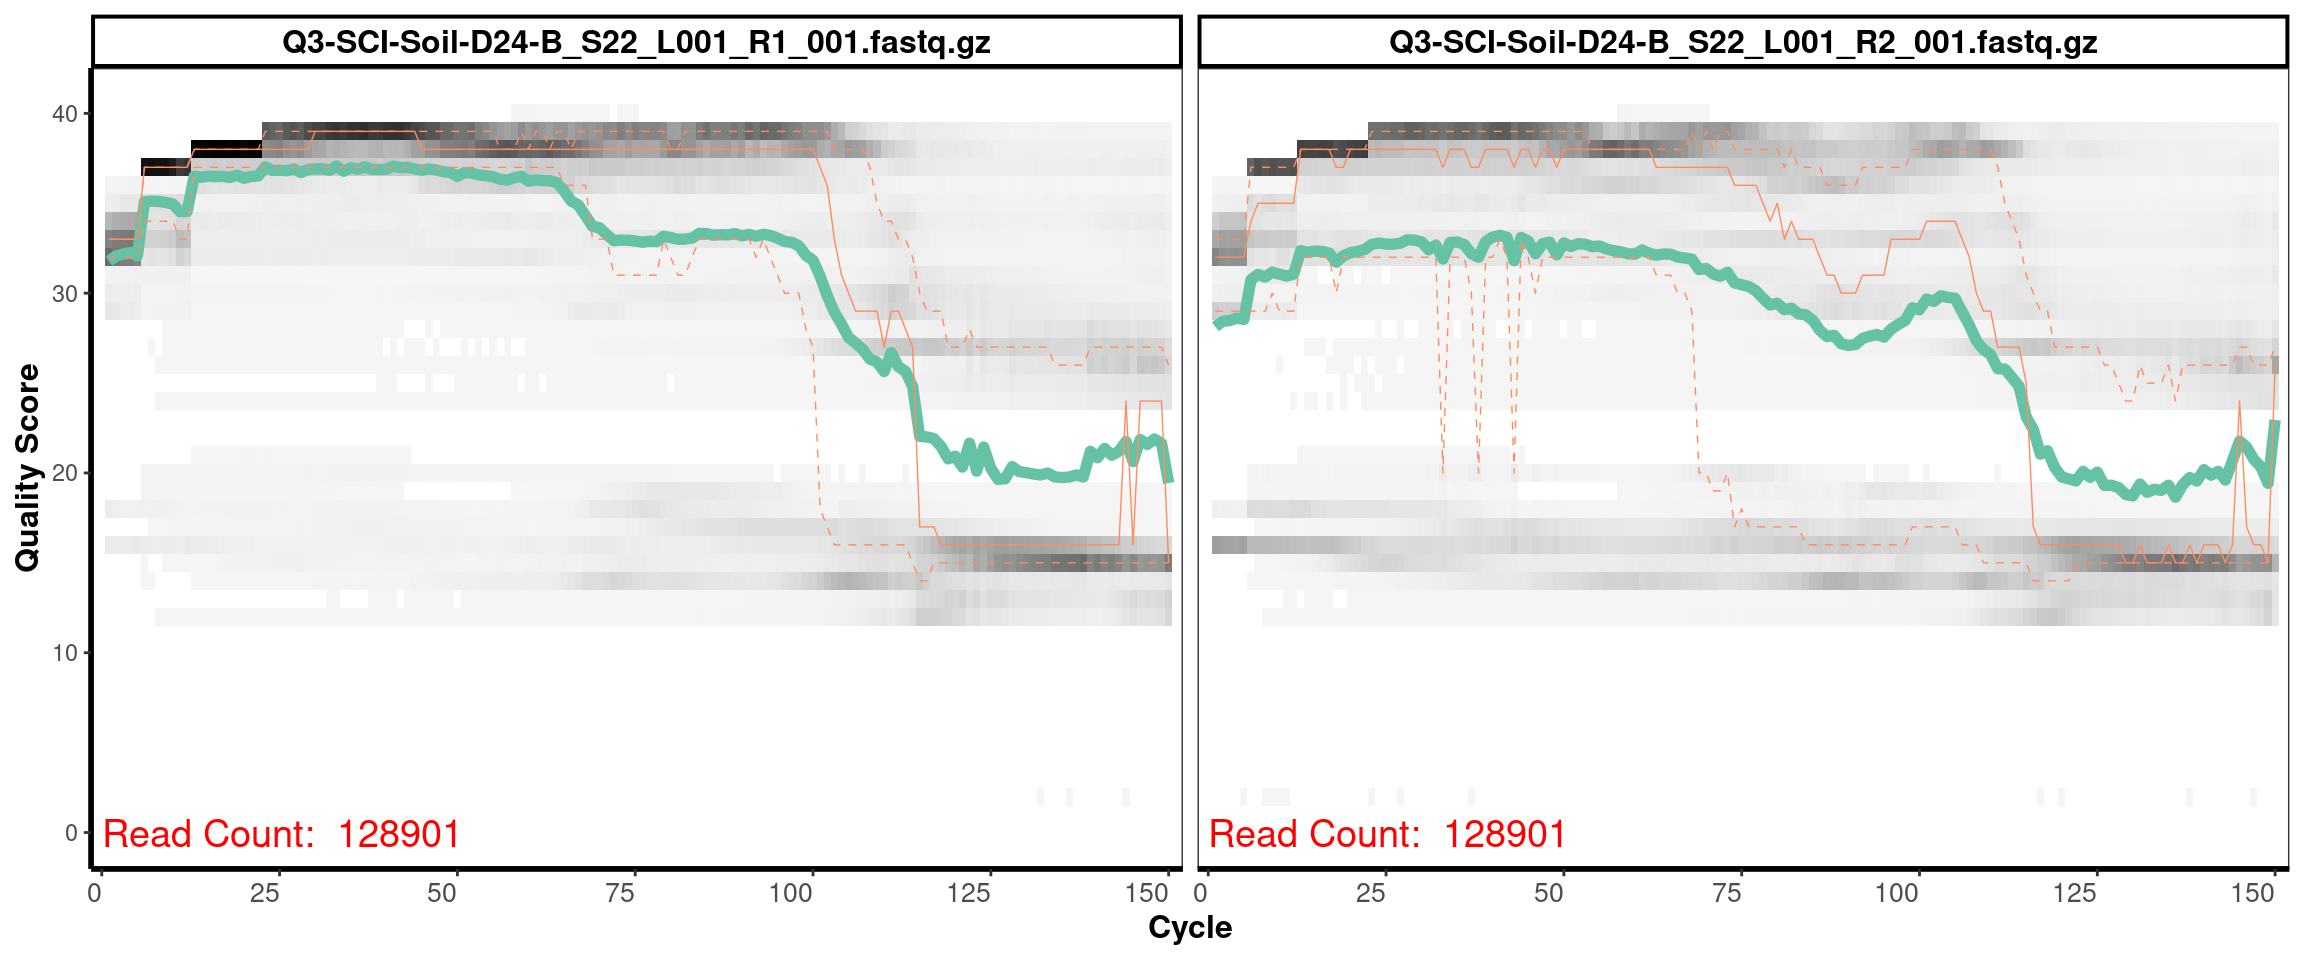 Q3-SCI-Soil-D24-B_S22_L001_R1_001.fastq.gz
Q3-SCI-Soil-D24-B_S22_L001_R2_001.fastq.gz
Quality Score
40
30
20
10
0
Read Count:  128901
Read Count:  128901
0 25 50 75 100 125 150
0 25 50 75 100 125 150
Cycle